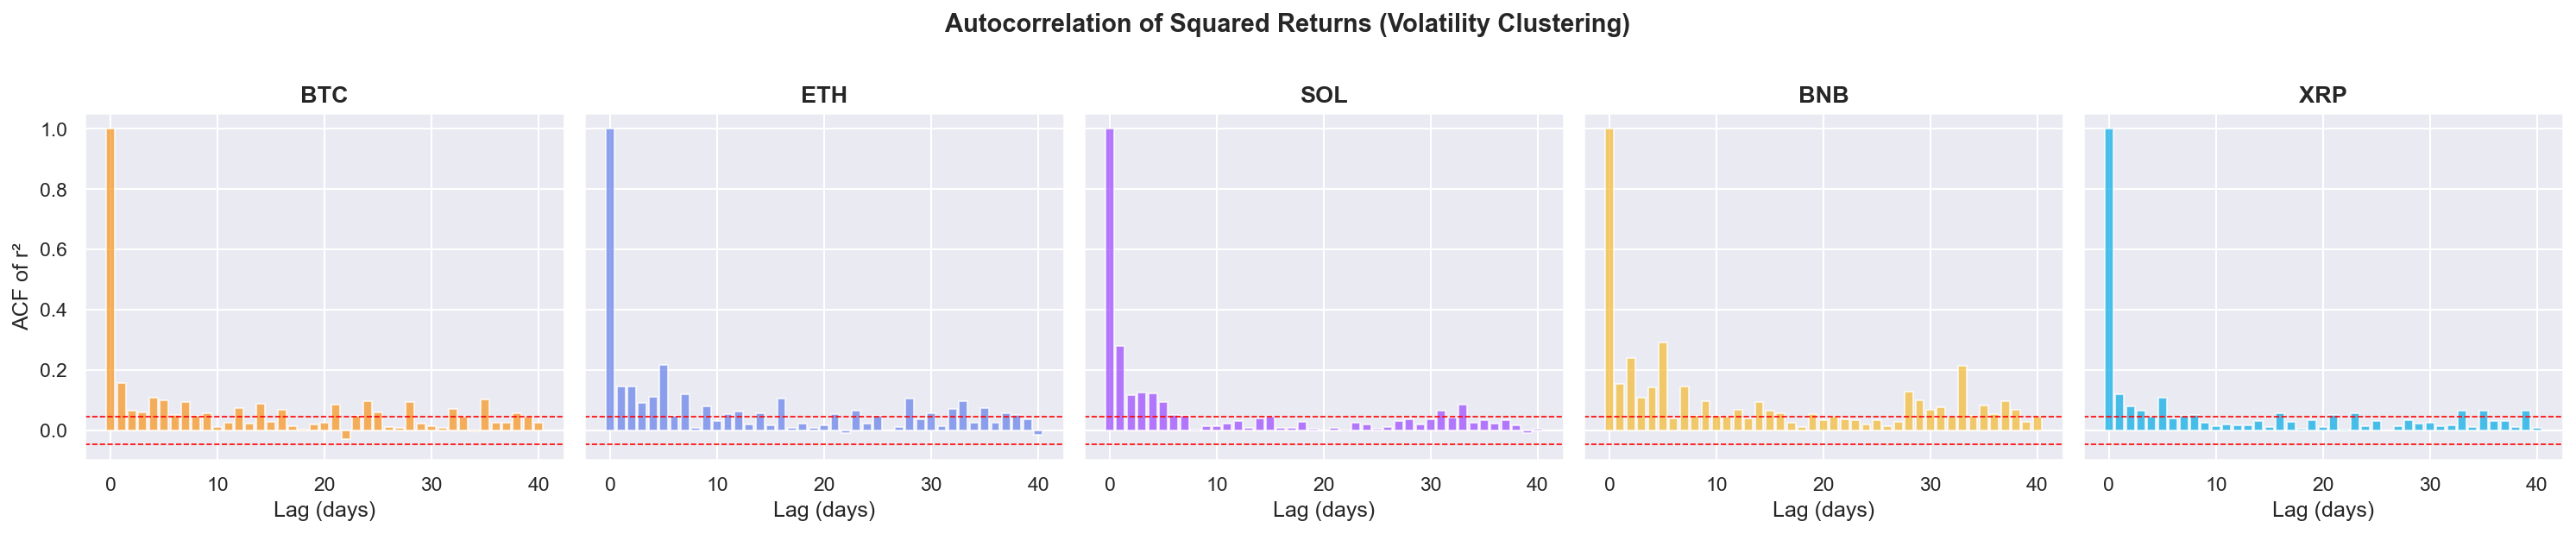 Autocorrelation of Squared Returns (Volatility Clustering)
BTC
ETH
SOL
BNB
XRP
ACF of r²
1.0
0.8
0.6
0.4
0.2
0.0
0 10 20 30 40
0 10 20 30 40
0 10 20 30 40
0 10 20 30 40
0 10 20 30 40
Lag (days)
Lag (days)
Lag (days)
Lag (days)
Lag (days)